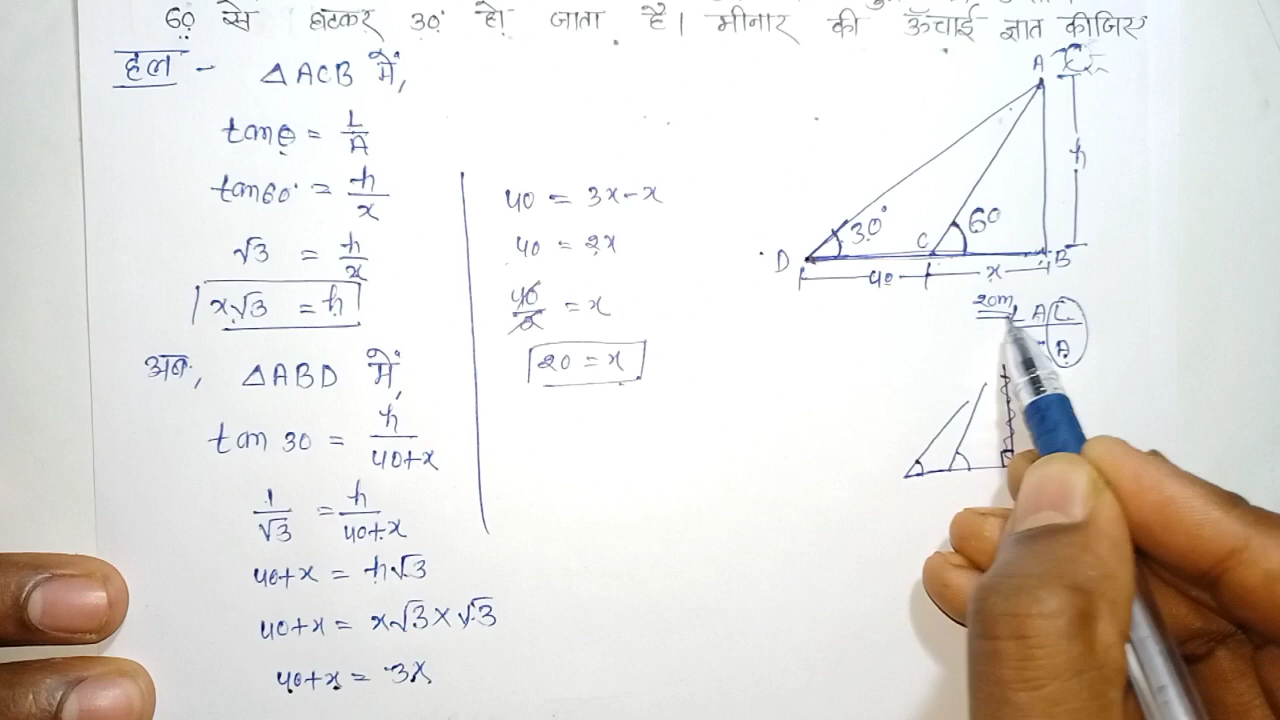 60° से घटकर 30° हो जाता है। मीनार की ऊँचाई ज्ञात कीजिए
हल - △ACB में,
tanθ = L/A
tan60° = h/x
√3 = h/x
x√3 = h
अब, △ABD में,
tan 30 = h/40+x
1/√3 = h/40+x
40+x = h√3
40+x = x√3×√3
40+x = 3x
40 = 3x-x
40 = 2x
40/2 = x
20 = x
A
h
30°
60
D
C
B
40
x
20m
L A L
A